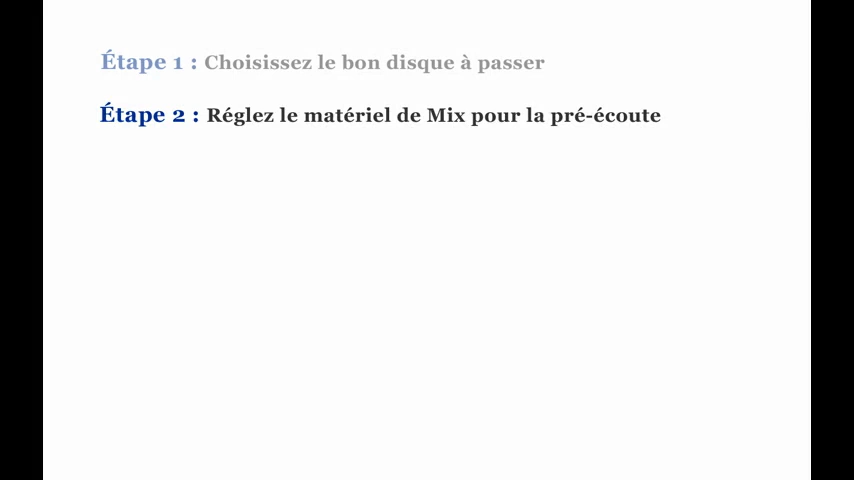 Étape 1 : Choisissez le bon disque à passer
Étape 2 : Réglez le matériel de Mix pour la pré-écoute